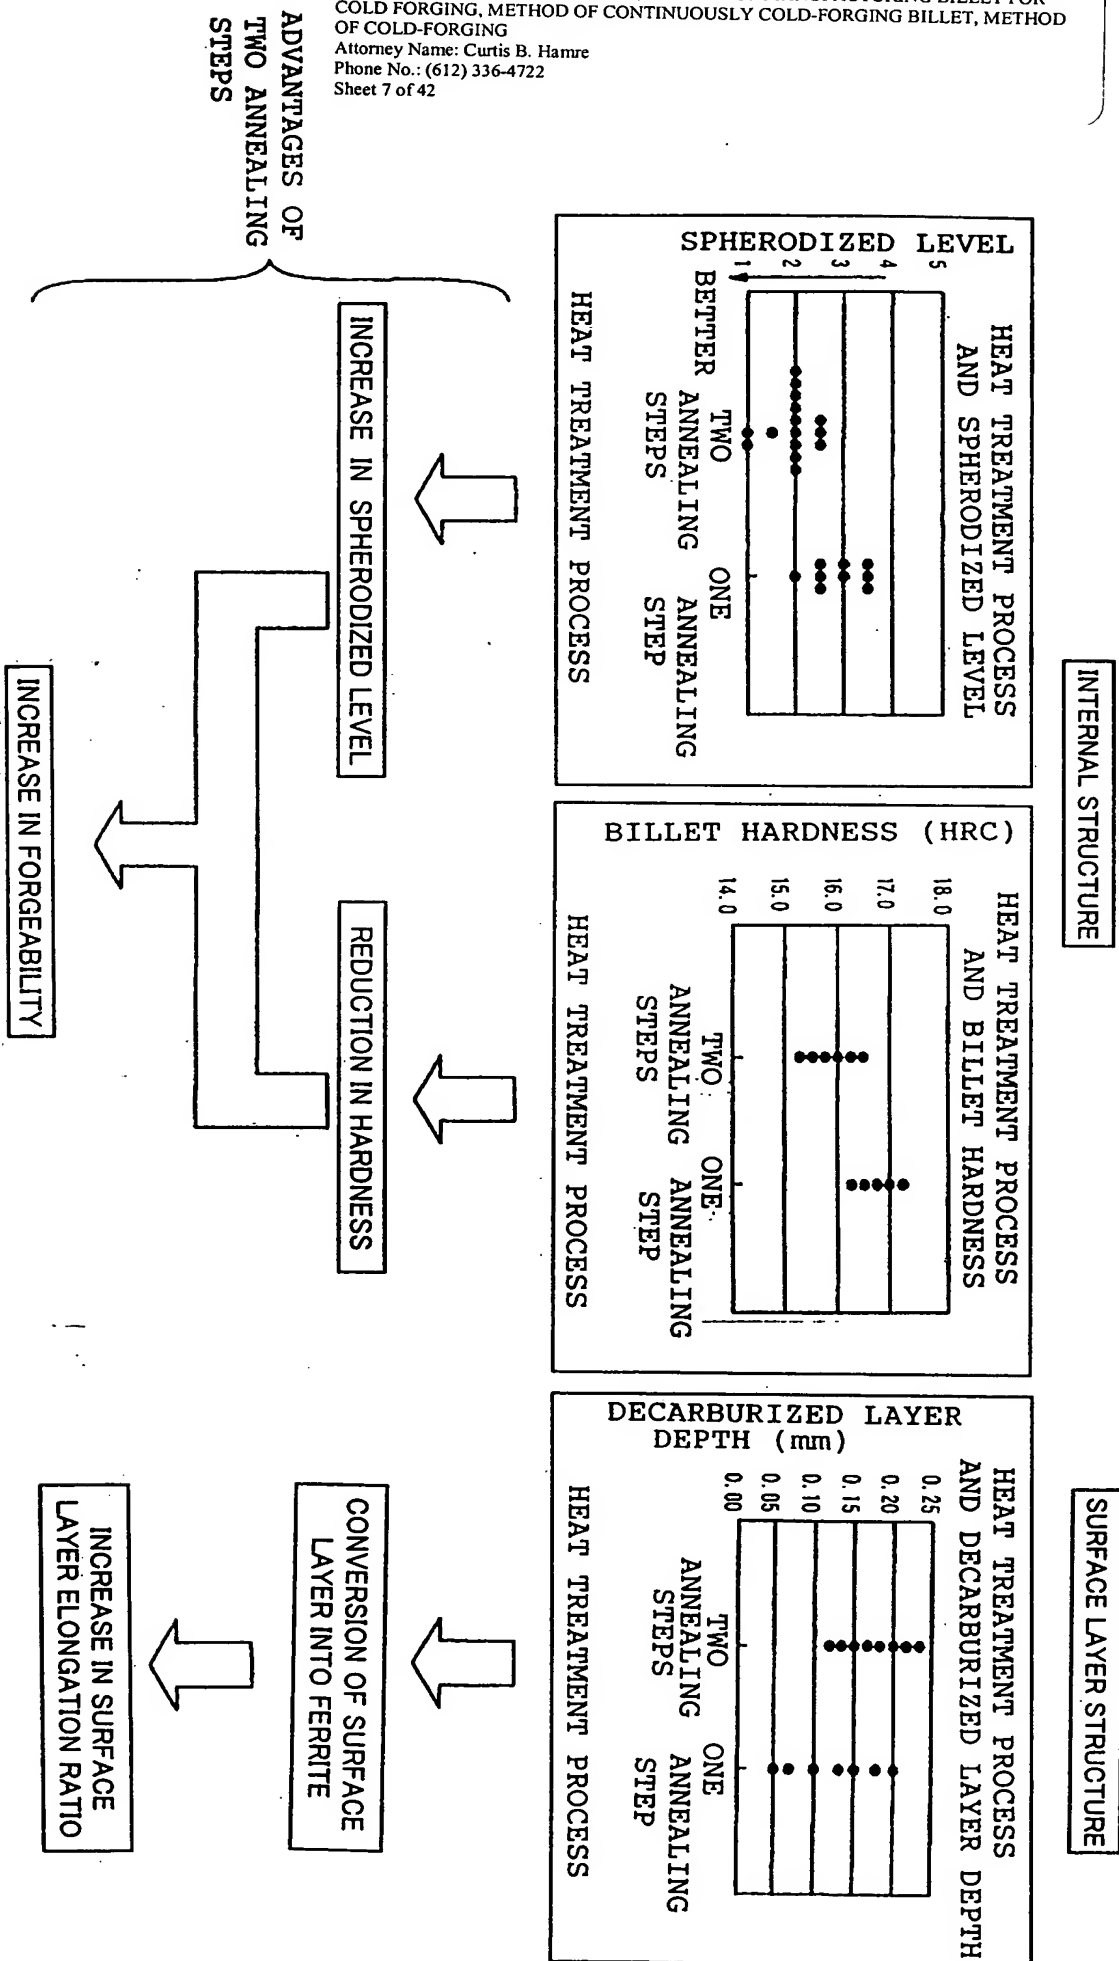 COLD FORGING, METHOD OF CONTINUOUSLY COLD-FORGING BILLET, METHOD
OF COLD-FORGING
Attorney Name: Curtis B. Hamre
Phone No.: (612) 336-4722
Sheet 7 of 42
INTERNAL STRUCTURE
SURFACE LAYER STRUCTURE
HEAT TREATMENT PROCESS
AND SPHERODIZED LEVEL
SPHERODIZED LEVEL
5
4
3
2
1
BETTER
TWO
ANNEALING
STEPS
ONE
ANNEALING
STEP
HEAT TREATMENT PROCESS
HEAT TREATMENT PROCESS
AND BILLET HARDNESS
BILLET HARDNESS (HRC)
18.0
17.0
16.0
15.0
14.0
TWO
ANNEALING
STEPS
ONE
ANNEALING
STEP
HEAT TREATMENT PROCESS
HEAT TREATMENT PROCESS
AND DECARBURIZED LAYER DEPTH
DECARBURIZED LAYER
DEPTH (mm)
0.25
0.20
0.15
0.10
0.05
0.00
TWO
ANNEALING
STEPS
ONE
ANNEALING
STEP
HEAT TREATMENT PROCESS
ADVANTAGES OF
TWO ANNEALING
STEPS
INCREASE IN SPHERODIZED LEVEL
REDUCTION IN HARDNESS
CONVERSION OF SURFACE
LAYER INTO FERRITE
INCREASE IN FORGEABILITY
INCREASE IN SURFACE
LAYER ELONGATION RATIO